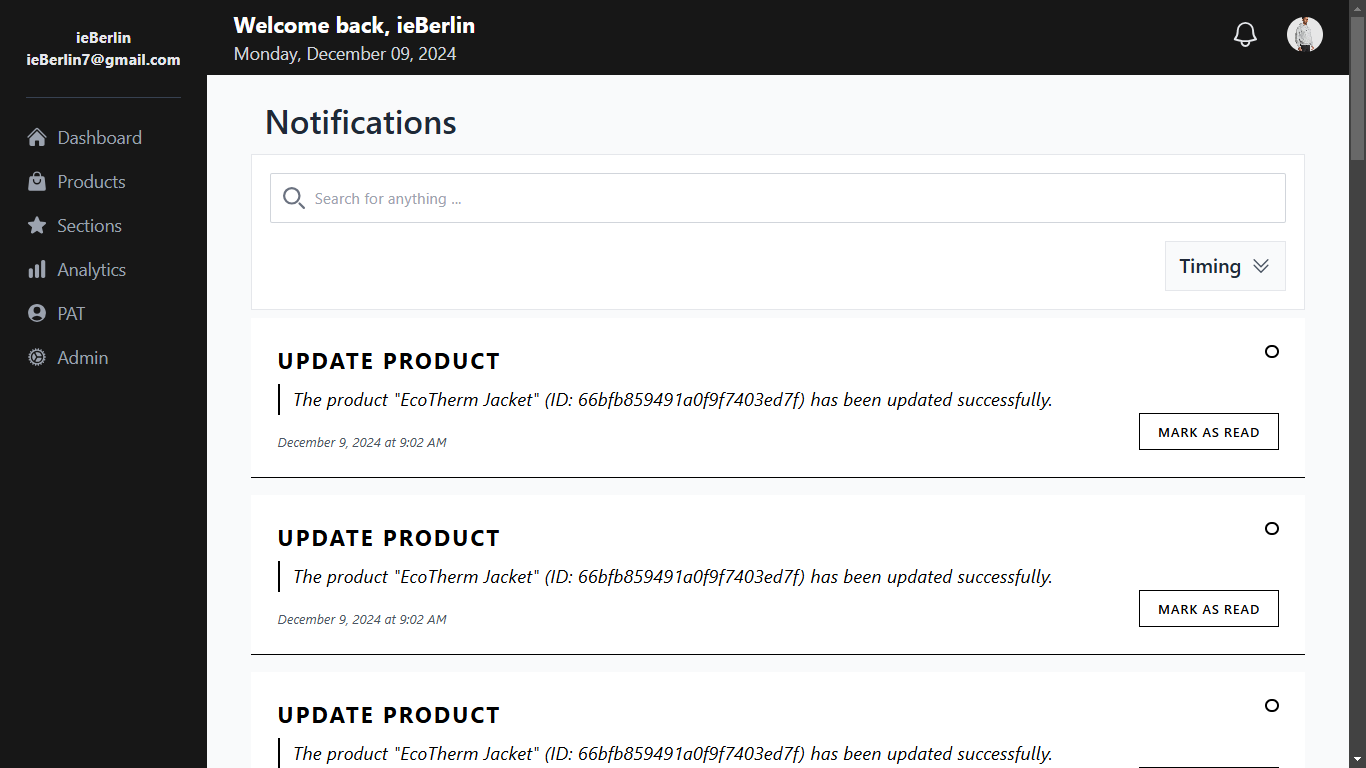 ieBerlin
ieBerlin7@gmail.com
Dashboard
Products
Sections
Analytics
PAT
Admin
Welcome back, ieBerlin
Monday, December 09, 2024
Notifications
Search for anything ...
Timing
UPDATE PRODUCT
The product "EcoTherm Jacket" (ID: 66bfb859491a0f9f7403ed7f) has been updated successfully.
December 9, 2024 at 9:02 AM
MARK AS READ
UPDATE PRODUCT
The product "EcoTherm Jacket" (ID: 66bfb859491a0f9f7403ed7f) has been updated successfully.
December 9, 2024 at 9:02 AM
MARK AS READ
UPDATE PRODUCT
The product "EcoTherm Jacket" (ID: 66bfb859491a0f9f7403ed7f) has been updated successfully.